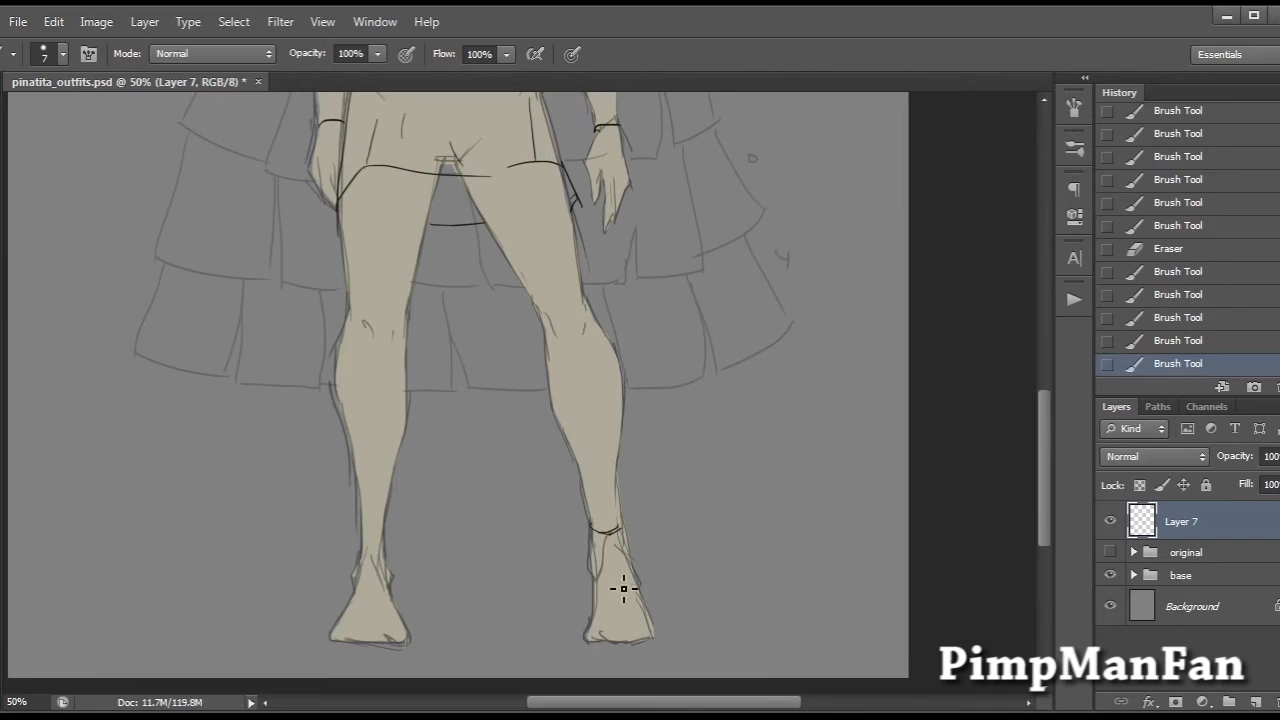 File Edit Image Layer Type Select Filter View Window Help
7 Mode: Normal Opacity: 100% Flow: 100% Essentials
pinatita_outfits.psd @ 50% (Layer 7, RGB/8) * ×
History
Brush Tool
Brush Tool
Brush Tool
Brush Tool
Brush Tool
Brush Tool
Eraser
Brush Tool
Brush Tool
Brush Tool
Brush Tool
Brush Tool
Layers Paths Channels
Kind
Normal Opacity:
Lock: Fill:
Layer 7
original
base
Background
PimpManFan
50% Doc: 11.7M/119.8M